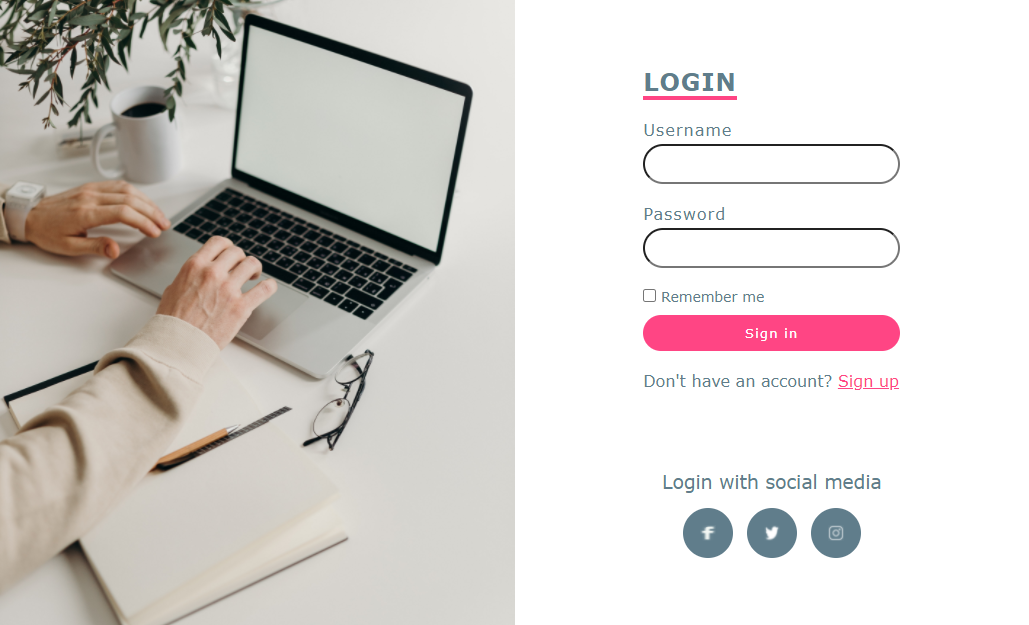 LOGIN
Username
Password
Remember me
Sign in
Don't have an account? Sign up
Login with social media